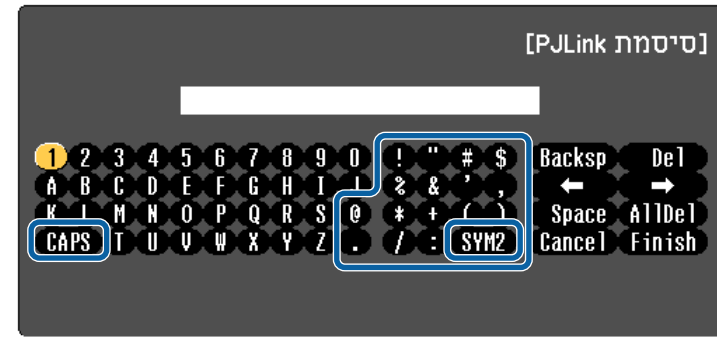 [סיסמת PJLink]
1 2 3 4 5 6 7 8 9 0 ! " # $ Backsp Del
A B C D E F G H I J % & ' , ← →
K L M N O P Q R S @ * + ( ) Space AllDel
CAPS T U V W X Y Z . / : SYM2 Cancel Finish